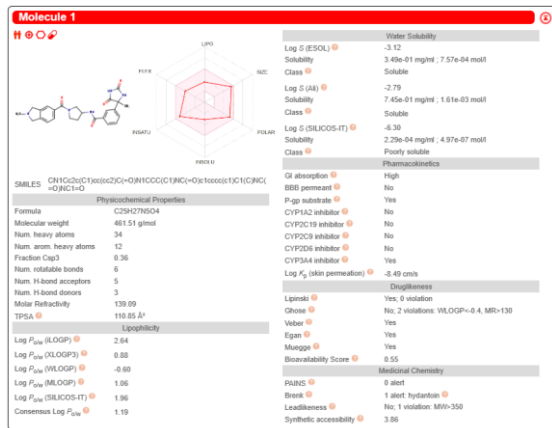 Molecule 1
LIPO
FLEX
SIZE
INSATU
POLAR
INSOLU
SMILES CN1Cc2c(C1)cc(cc2)C(=O)N1CCC(C1)NC(=O)c1cccc(c1)C1(C)NC(
=O)NC1=O
Physicochemical Properties
Formula C25H27N5O4
Molecular weight 461.51 g/mol
Num. heavy atoms 34
Num. arom. heavy atoms 12
Fraction Csp3 0.36
Num. rotatable bonds 6
Num. H-bond acceptors 5
Num. H-bond donors 3
Molar Refractivity 139.09
TPSA 110.85 Å²
Lipophilicity
Log Po/w (iLOGP) 2.64
Log Po/w (XLOGP3) 0.88
Log Po/w (WLOGP) -0.60
Log Po/w (MLOGP) 1.06
Log Po/w (SILICOS-IT) 1.96
Consensus Log Po/w 1.19
Water Solubility
Log S (ESOL) -3.12
Solubility 3.49e-01 mg/ml ; 7.57e-04 mol/l
Class Soluble
Log S (Ali) -2.79
Solubility 7.45e-01 mg/ml ; 1.61e-03 mol/l
Class Soluble
Log S (SILICOS-IT) -6.30
Solubility 2.29e-04 mg/ml ; 4.97e-07 mol/l
Class Poorly soluble
Pharmacokinetics
GI absorption High
BBB permeant No
P-gp substrate Yes
CYP1A2 inhibitor No
CYP2C19 inhibitor No
CYP2C9 inhibitor No
CYP2D6 inhibitor No
CYP3A4 inhibitor Yes
Log Kp (skin permeation) -8.49 cm/s
Druglikeness
Lipinski Yes; 0 violation
Ghose No; 2 violations: WLOGP<-0.4, MR>130
Veber Yes
Egan Yes
Muegge Yes
Bioavailability Score 0.55
Medicinal Chemistry
PAINS 0 alert
Brenk 1 alert: hydantoin
Leadlikeness No; 1 violation: MW>350
Synthetic accessibility 3.86